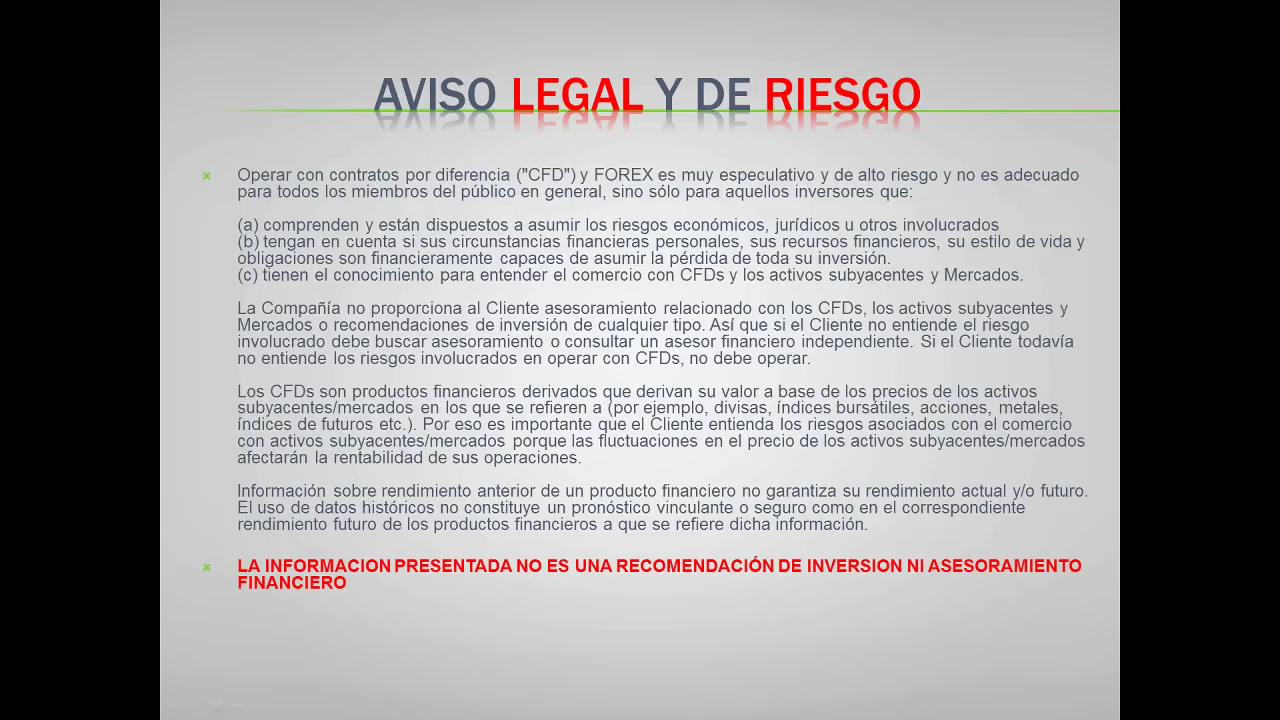 AVISO LEGAL Y DE RIESGO
Operar con contratos por diferencia ("CFD") y FOREX es muy especulativo y de alto riesgo y no es adecuado
para todos los miembros del público en general, sino sólo para aquellos inversores que:
(a) comprenden y están dispuestos a asumir los riesgos económicos, jurídicos u otros involucrados
(b) tengan en cuenta si sus circunstancias financieras personales, sus recursos financieros, su estilo de vida y
obligaciones son financieramente capaces de asumir la pérdida de toda su inversión.
(c) tienen el conocimiento para entender el comercio con CFDs y los activos subyacentes y Mercados.
La Compañía no proporciona al Cliente asesoramiento relacionado con los CFDs, los activos subyacentes y
Mercados o recomendaciones de inversión de cualquier tipo. Así que si el Cliente no entiende el riesgo
involucrado debe buscar asesoramiento o consultar un asesor financiero independiente. Si el Cliente todavía
no entiende los riesgos involucrados en operar con CFDs, no debe operar.
Los CFDs son productos financieros derivados que derivan su valor a base de los precios de los activos
subyacentes/mercados en los que se refieren a (por ejemplo, divisas, índices bursátiles, acciones, metales,
índices de futuros etc.). Por eso es importante que el Cliente entienda los riesgos asociados con el comercio
con activos subyacentes/mercados porque las fluctuaciones en el precio de los activos subyacentes/mercados
afectarán la rentabilidad de sus operaciones.
Información sobre rendimiento anterior de un producto financiero no garantiza su rendimiento actual y/o futuro.
El uso de datos históricos no constituye un pronóstico vinculante o seguro como en el correspondiente
rendimiento futuro de los productos financieros a que se refiere dicha información.
LA INFORMACION PRESENTADA NO ES UNA RECOMENDACIÓN DE INVERSION NI ASESORAMIENTO
FINANCIERO